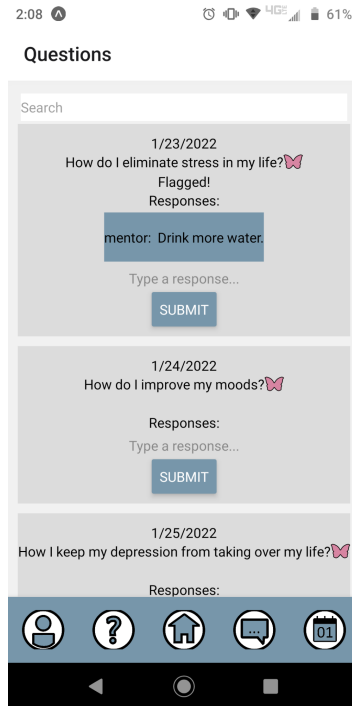 2:08 4G 61%
Questions
Search
1/23/2022
How do I eliminate stress in my life?
Flagged!
Responses:
mentor:  Drink more water.
Type a response...
SUBMIT
1/24/2022
How do I improve my moods?
Responses:
Type a response...
SUBMIT
1/25/2022
How I keep my depression from taking over my life?
Responses:
?
...
01